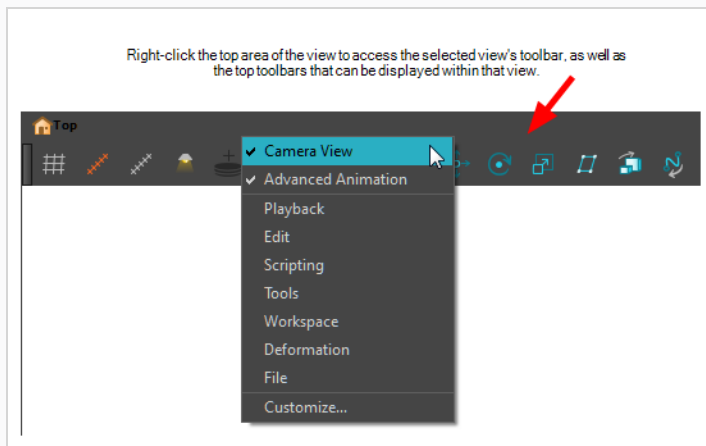 Right-click the top area of the view to access the selected view's toolbar, as well as
the top toolbars that can be displayed within that view.
Top
Camera View
Advanced Animation
Playback
Edit
Scripting
Tools
Workspace
Deformation
File
Customize...